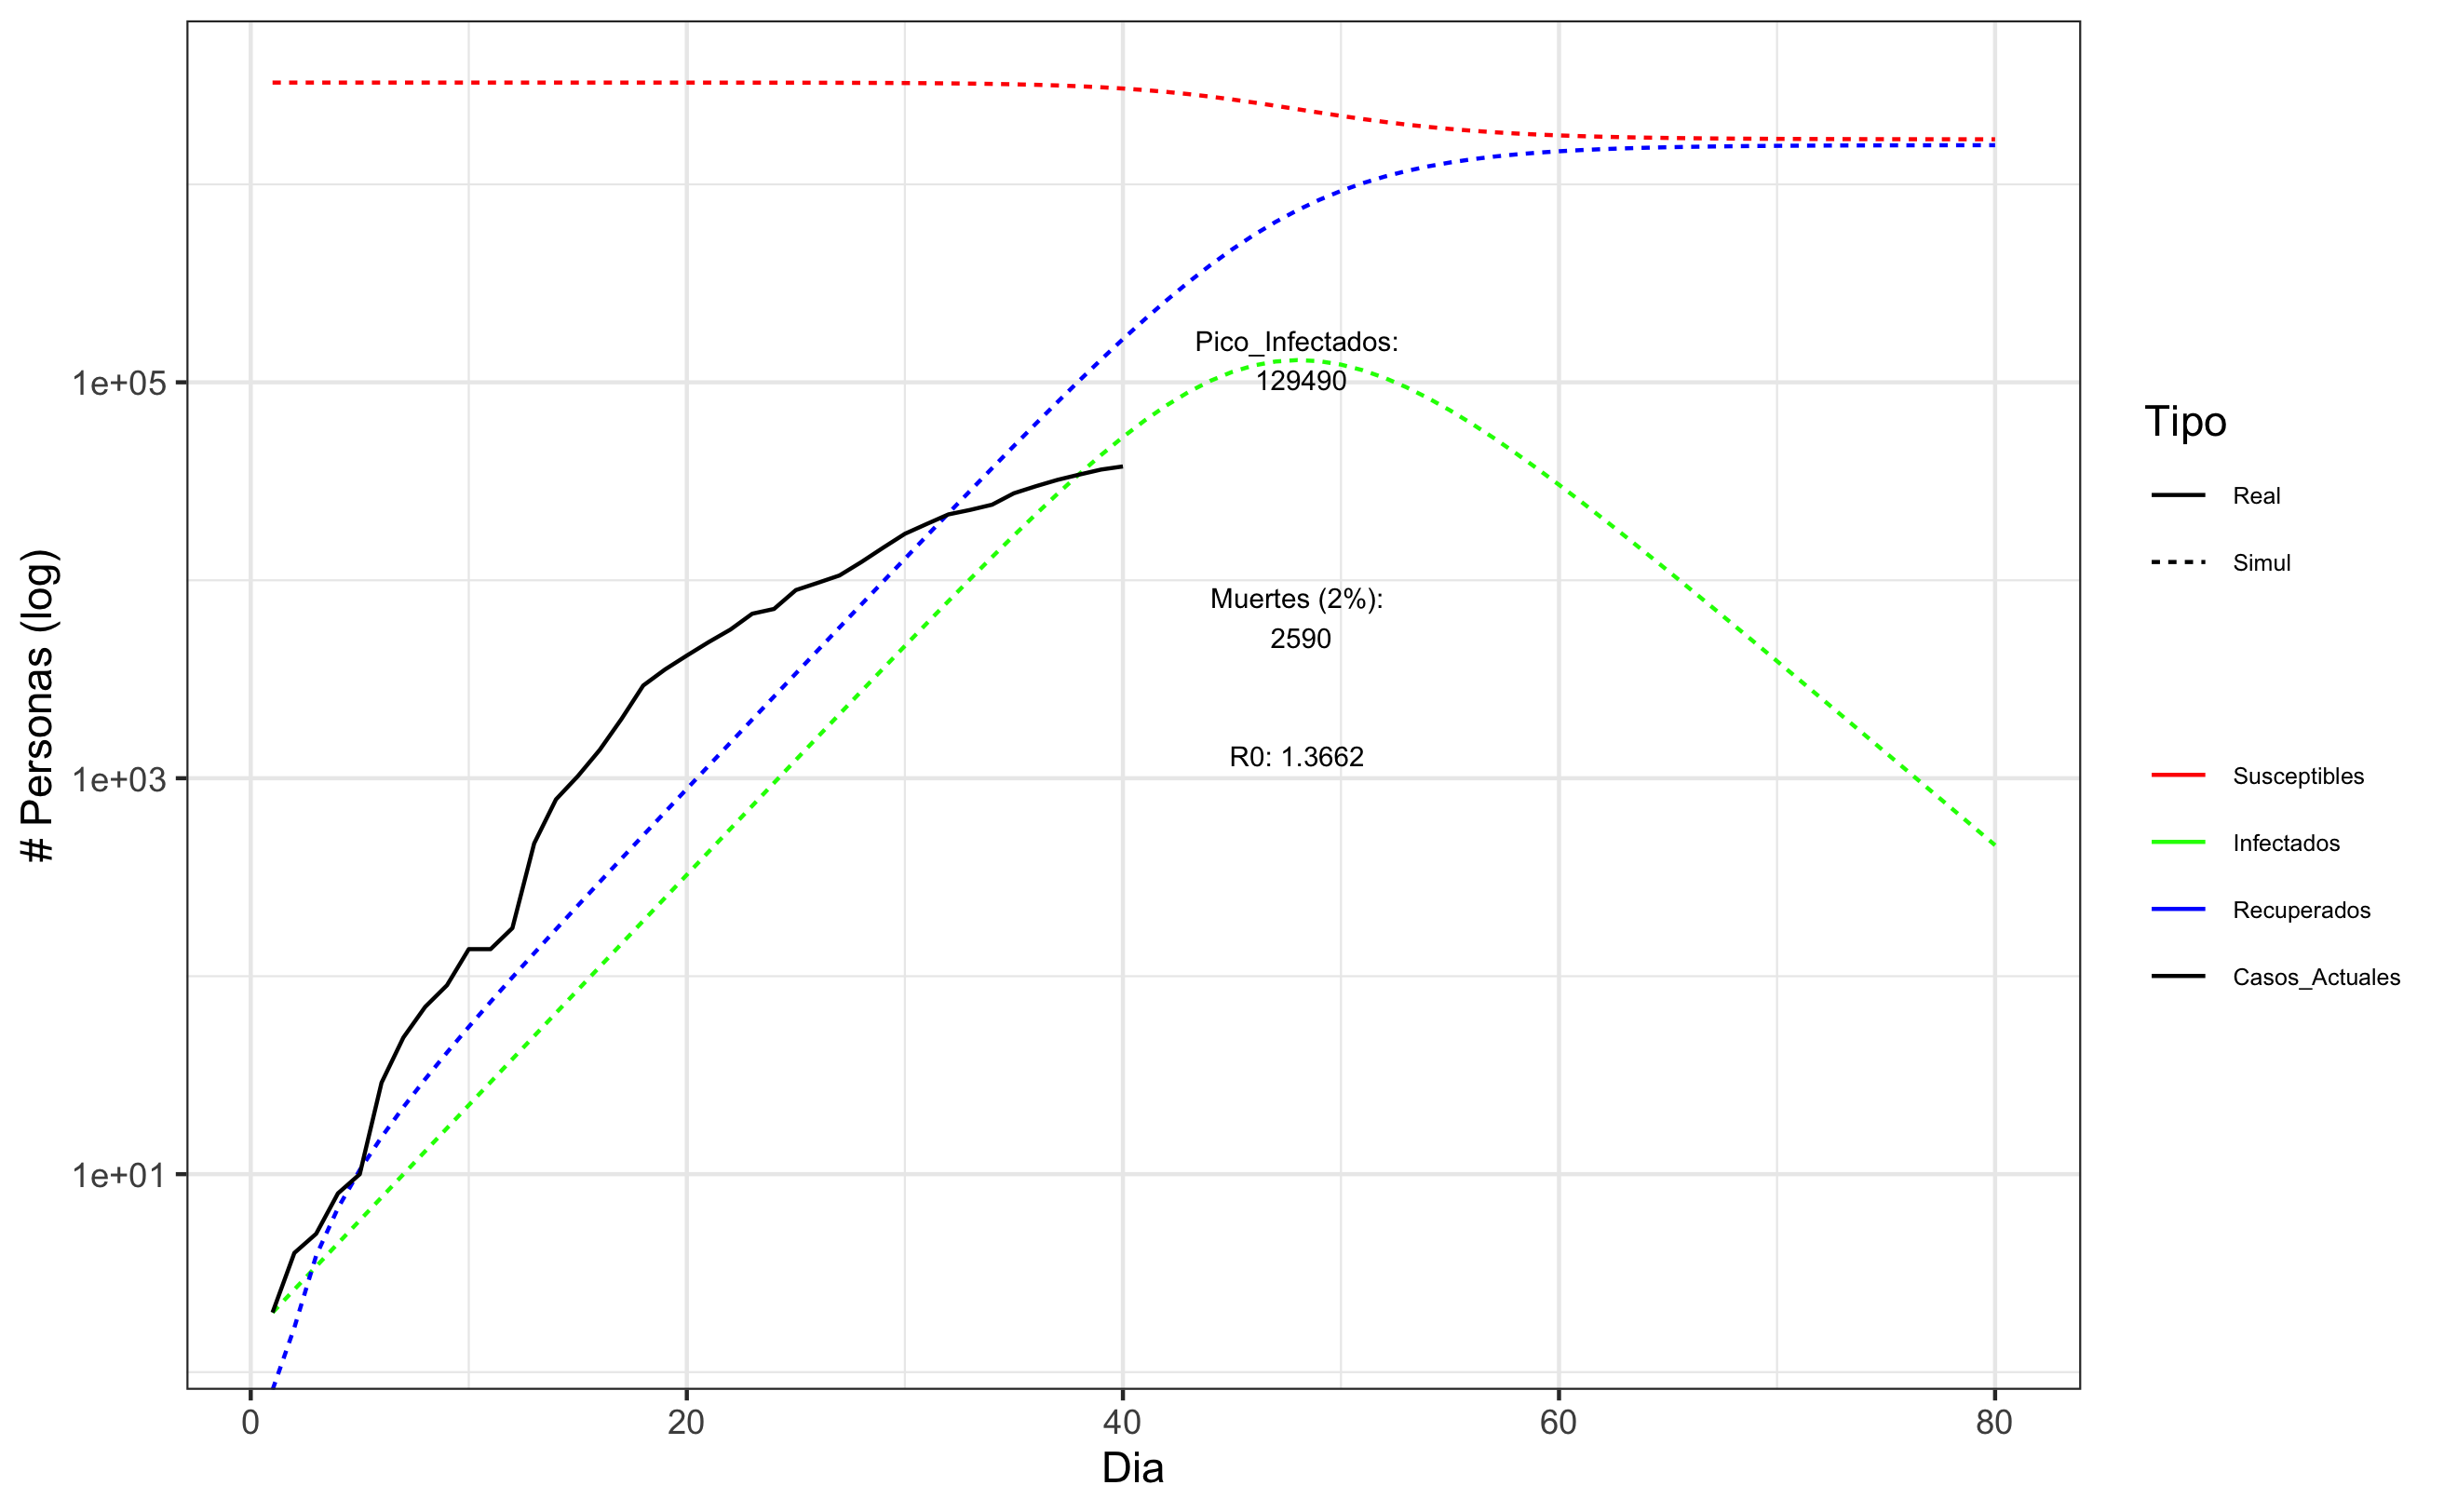 # Personas (log)
1e+05
1e+03
1e+01
0
20
40
60
80
Dia
Pico_Infectados:
129490
Muertes (2%):
2590
R0: 1.3662
Tipo
Real
Simul
Susceptibles
Infectados
Recuperados
Casos_Actuales